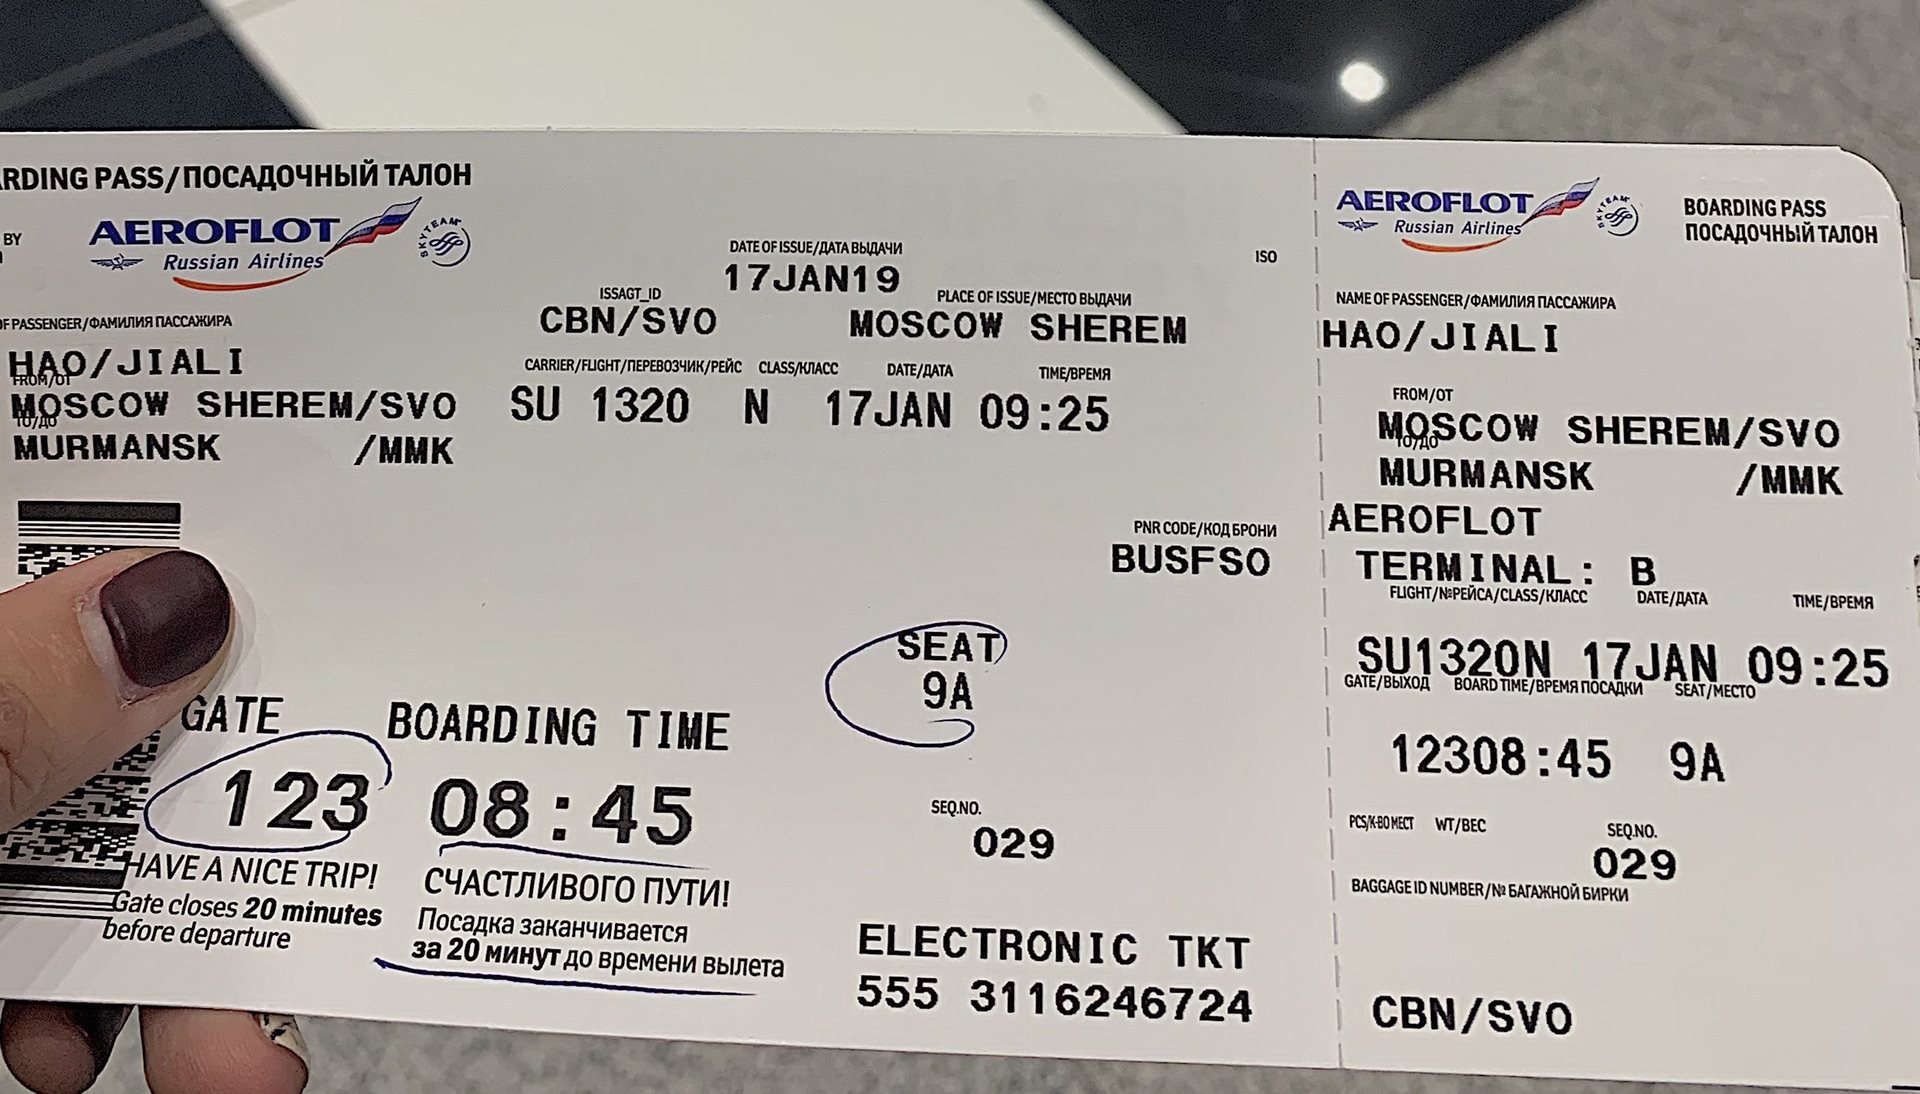 RDING PASS/ПОСАДОЧНЫЙ ТАЛОН
BY
AEROFLOT
Russian Airlines
SKYTEAM
DATE OF ISSUE/ДАТА ВЫДАЧИ
17JAN19
ISO
ISSAGT_ID
CBN/SVO
PLACE OF ISSUE/МЕСТО ВЫДАЧИ
MOSCOW SHEREM
OF PASSENGER/ФАМИЛИЯ ПАССАЖИРА
HAO/JIALI
FROM/ОТ
MOSCOW SHEREM/SVO
TO/ДО
MURMANSK /MMK
CARRIER/FLIGHT/ПЕРЕВОЗЧИК/РЕЙС CLASS/КЛАСС DATE/ДАТА TIME/ВРЕМЯ
SU 1320 N 17JAN 09:25
PNR CODE/КОД БРОНИ
BUSFSO
SEAT
9A
GATE BOARDING TIME
123 08:45
SEQ.NO.
029
HAVE A NICE TRIP!
Gate closes 20 minutes
before departure
СЧАСТЛИВОГО ПУТИ!
Посадка заканчивается
за 20 минут до времени вылета
ELECTRONIC TKT
555 3116246724
AEROFLOT
Russian Airlines
SKYTEAM
BOARDING PASS
ПОСАДОЧНЫЙ ТАЛОН
NAME OF PASSENGER/ФАМИЛИЯ ПАССАЖИРА
HAO/JIALI
FROM/ОТ
MOSCOW SHEREM/SVO
TO/ДО
MURMANSK /MMK
AEROFLOT
TERMINAL: B
FLIGHT/№РЕЙСА/CLASS/КЛАСС DATE/ДАТА TIME/ВРЕМЯ
SU1320N 17JAN 09:25
GATE/ВЫХОД BOARD TIME/ВРЕМЯ ПОСАДКИ SEAT/МЕСТО
12308:45 9A
PCS/К-ВО МЕСТ WT/ВЕС
SEQ.NO.
029
BAGGAGE ID NUMBER/№ БАГАЖНОЙ БИРКИ
CBN/SVO